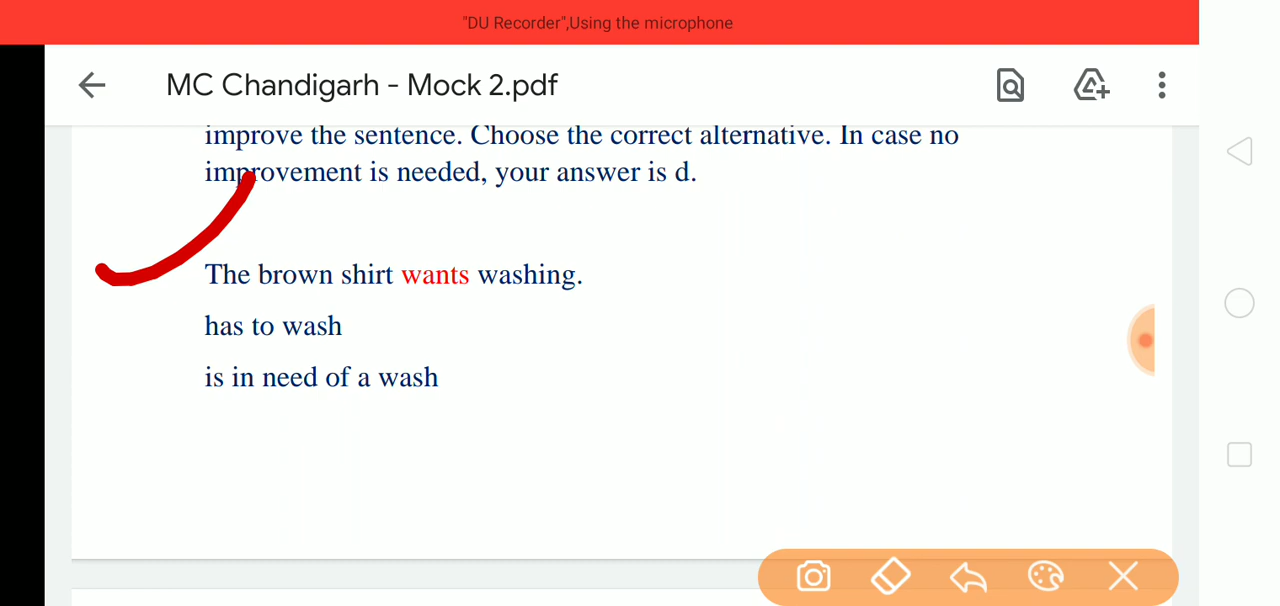 "DU Recorder",Using the microphone
MC Chandigarh - Mock 2.pdf
improve the sentence. Choose the correct alternative. In case no
improvement is needed, your answer is d.
The brown shirt wants washing.
has to wash
is in need of a wash